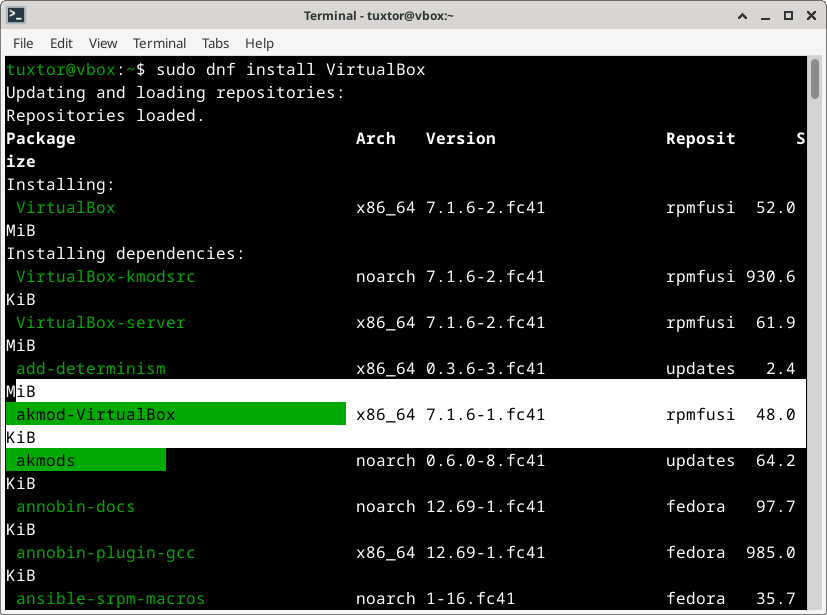 Terminal - tuxtor@vbox:~
File Edit View Terminal Tabs Help
tuxtor@vbox:~$ sudo dnf install VirtualBox
Updating and loading repositories:
Repositories loaded.
Package Arch Version Reposit S
ize
Installing:
VirtualBox x86_64 7.1.6-2.fc41 rpmfusi 52.0
MiB
Installing dependencies:
VirtualBox-kmodsrc noarch 7.1.6-2.fc41 rpmfusi 930.6
KiB
VirtualBox-server x86_64 7.1.6-2.fc41 rpmfusi 61.9
MiB
add-determinism x86_64 0.3.6-3.fc41 updates 2.4
MiB
akmod-VirtualBox x86_64 7.1.6-1.fc41 rpmfusi 48.0
KiB
akmods noarch 0.6.0-8.fc41 updates 64.2
KiB
annobin-docs noarch 12.69-1.fc41 fedora 97.7
KiB
annobin-plugin-gcc x86_64 12.69-1.fc41 fedora 985.0
KiB
ansible-srpm-macros noarch 1-16.fc41 fedora 35.7